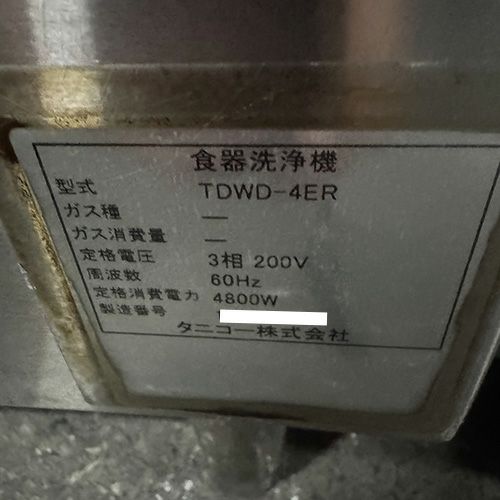 食器洗浄機
型式 TDWD-4ER
ガス種 —
ガス消費量 —
定格電圧 3相 200V
周波数 60Hz
定格消費電力 4800W
製造番号
タニコー株式会社